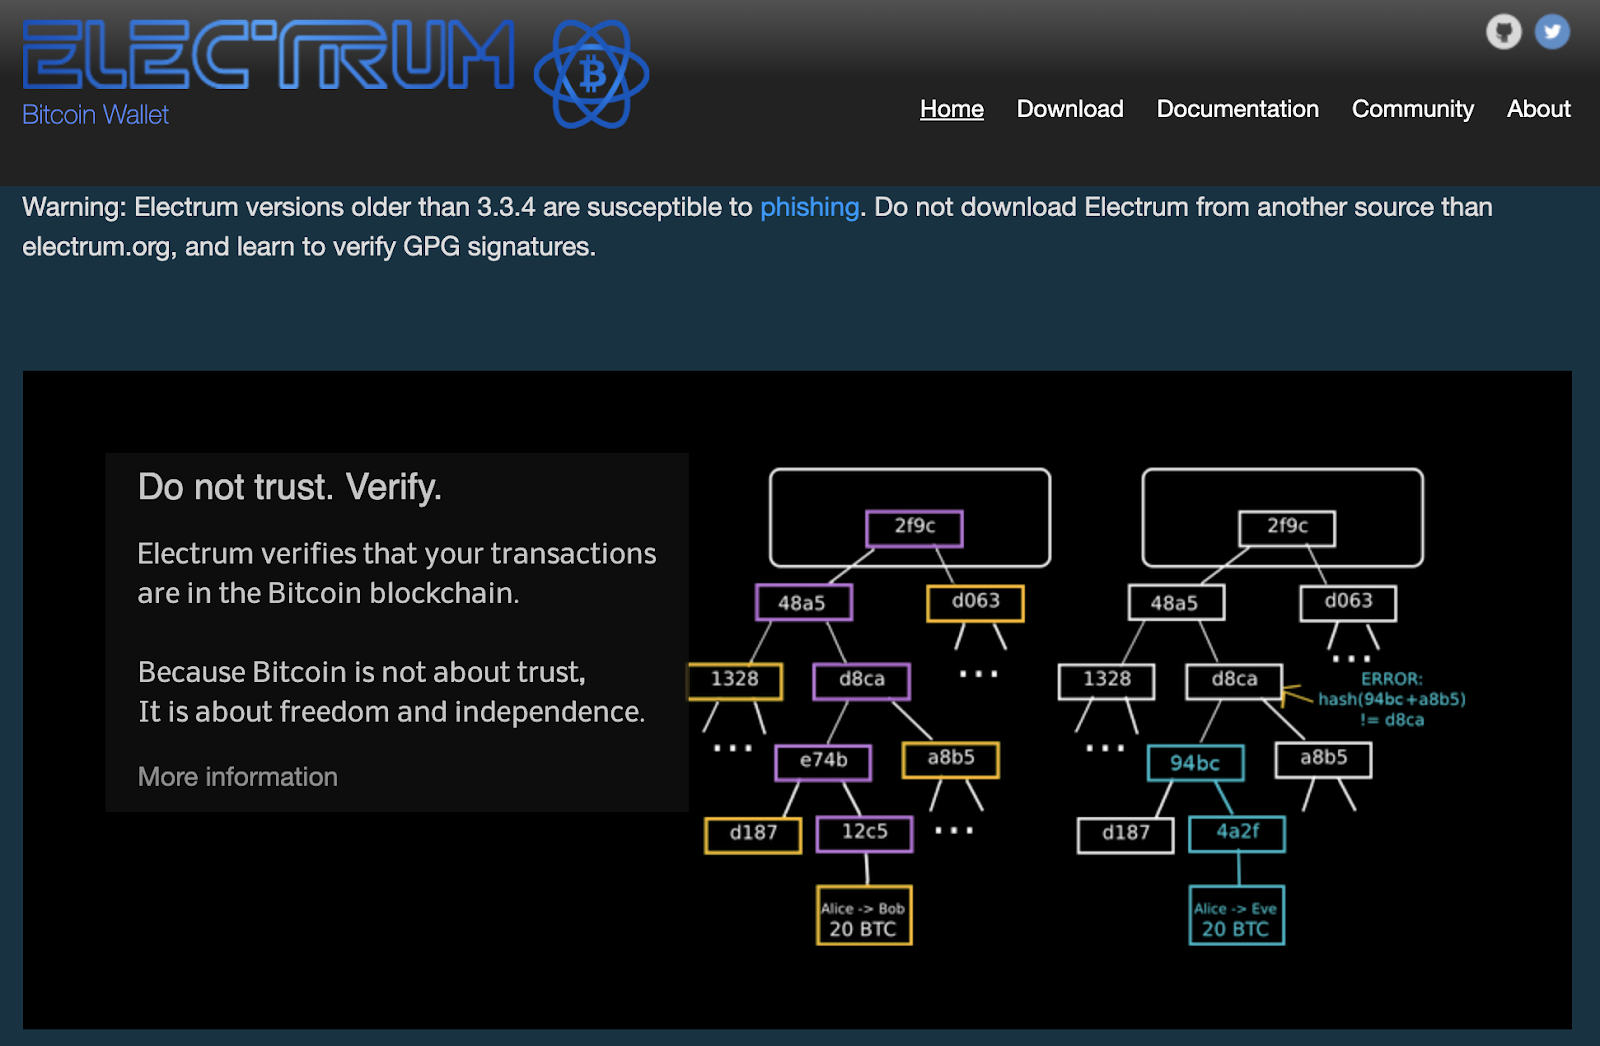 ELECTRUM
Bitcoin Wallet
Home Download Documentation Community About
Warning: Electrum versions older than 3.3.4 are susceptible to phishing. Do not download Electrum from another source than
electrum.org, and learn to verify GPG signatures.
Do not trust. Verify.
Electrum verifies that your transactions
are in the Bitcoin blockchain.
Because Bitcoin is not about trust,
It is about freedom and independence.
More information
2f9c
48a5
d063
...
1328
d8ca
...
e74b
a8b5
d187
12c5
...
Alice -> Bob
20 BTC
2f9c
48a5
d063
...
1328
d8ca
ERROR:
hash(94bc+a8b5)
!= d8ca
...
94bc
a8b5
d187
4a2f
Alice -> Eve
20 BTC